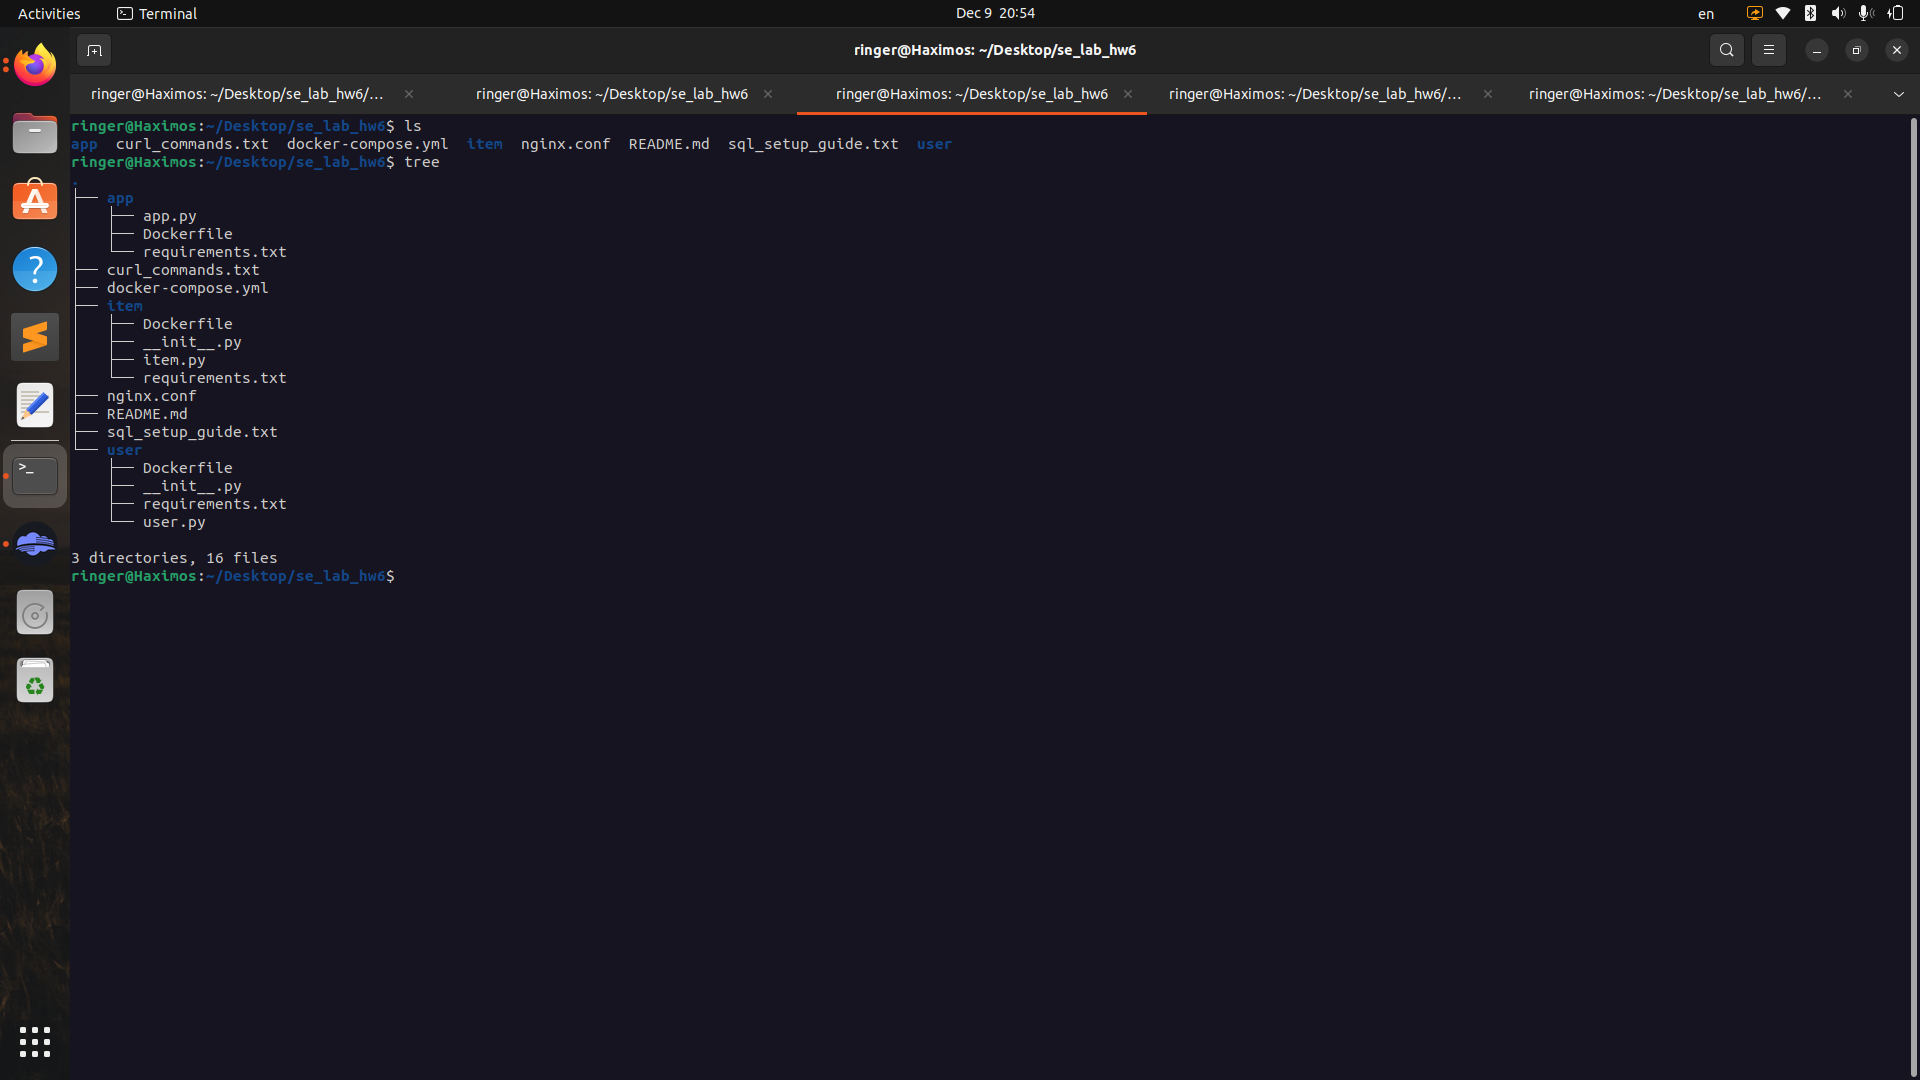 Activities Terminal Dec 9 20:54 en
ringer@Haximos: ~/Desktop/se_lab_hw6
ringer@Haximos: ~/Desktop/se_lab_hw6/... ringer@Haximos: ~/Desktop/se_lab_hw6 ringer@Haximos: ~/Desktop/se_lab_hw6 ringer@Haximos: ~/Desktop/se_lab_hw6/... ringer@Haximos: ~/Desktop/se_lab_hw6/...
ringer@Haximos:~/Desktop/se_lab_hw6$ ls
app  curl_commands.txt  docker-compose.yml  item  nginx.conf  README.md  sql_setup_guide.txt  user
ringer@Haximos:~/Desktop/se_lab_hw6$ tree
.
├── app
│   ├── app.py
│   ├── Dockerfile
│   └── requirements.txt
├── curl_commands.txt
├── docker-compose.yml
├── item
│   ├── Dockerfile
│   ├── __init__.py
│   ├── item.py
│   └── requirements.txt
├── nginx.conf
├── README.md
├── sql_setup_guide.txt
└── user
    ├── Dockerfile
    ├── __init__.py
    ├── requirements.txt
    └── user.py
3 directories, 16 files
ringer@Haximos:~/Desktop/se_lab_hw6$